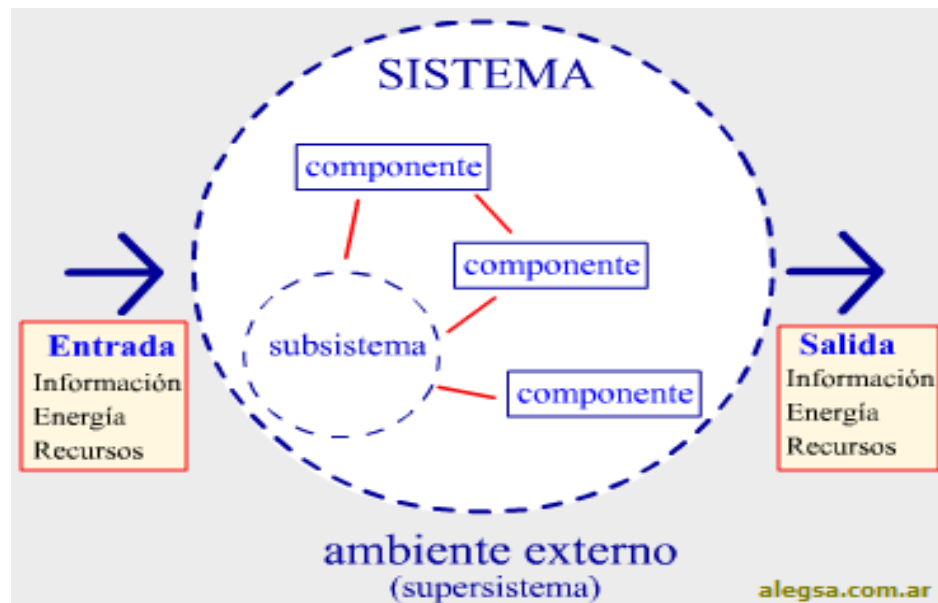 SISTEMA
componente
componente
subsistema
componente
Entrada
Información
Energía
Recursos
Salida
Información
Energía
Recursos
ambiente externo
(supersistema)
alegsa.com.ar